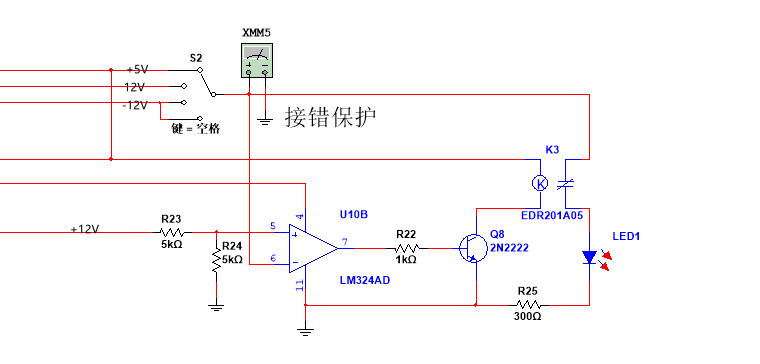 XMM5
S2
+5V
12V
-12V
键 = 空格
接错保护
K3
K
EDR201A05
+12V
R23
5kΩ
R24
5kΩ
4
U10B
5
6
7
11
LM324AD
R22
1kΩ
Q8
2N2222
LED1
R25
300Ω